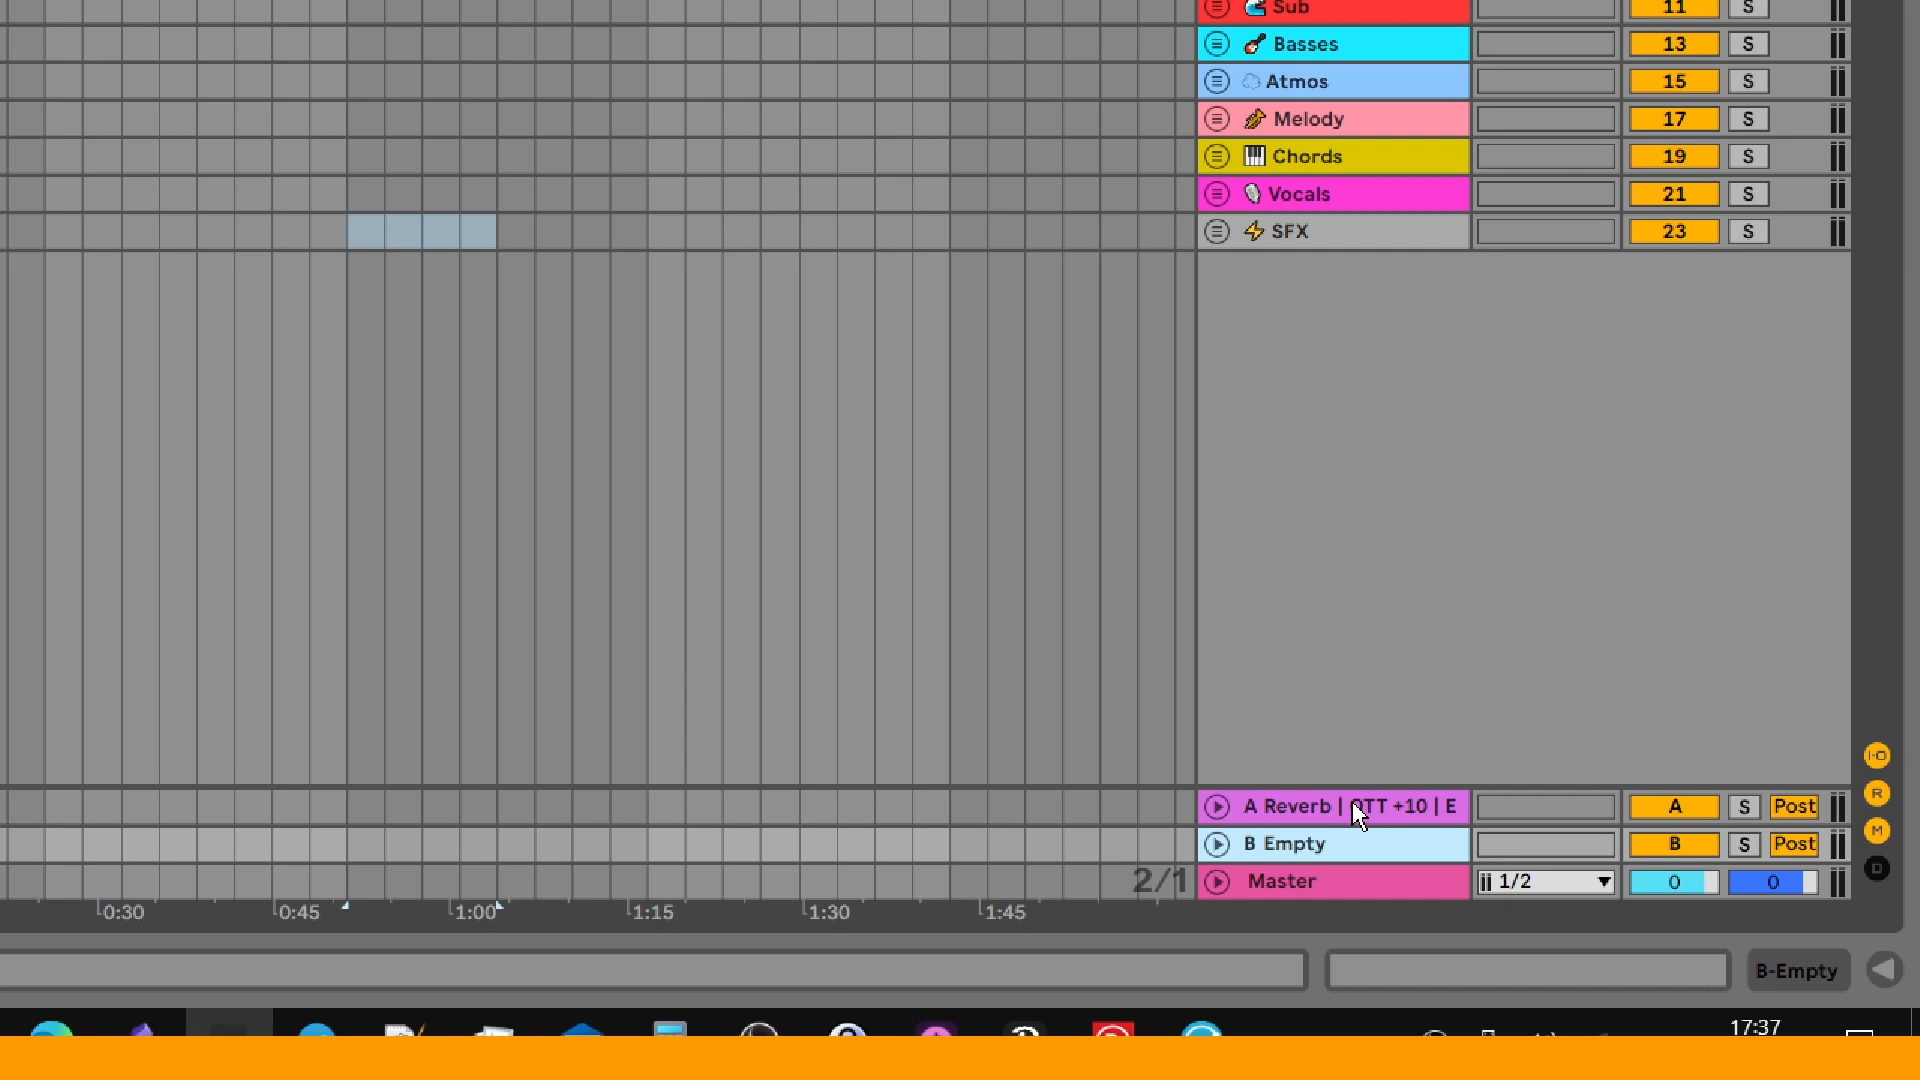 Sub 11 S
Basses 13 S
Atmos 15 S
Melody 17 S
Chords 19 S
Vocals 21 S
SFX 23 S
I-O
R
M
D
A Reverb | OTT +10 | E A S Post
B Empty B S Post
2/1 Master 1/2 0 0
0:30 0:45 1:00 1:15 1:30 1:45
B-Empty
17:37